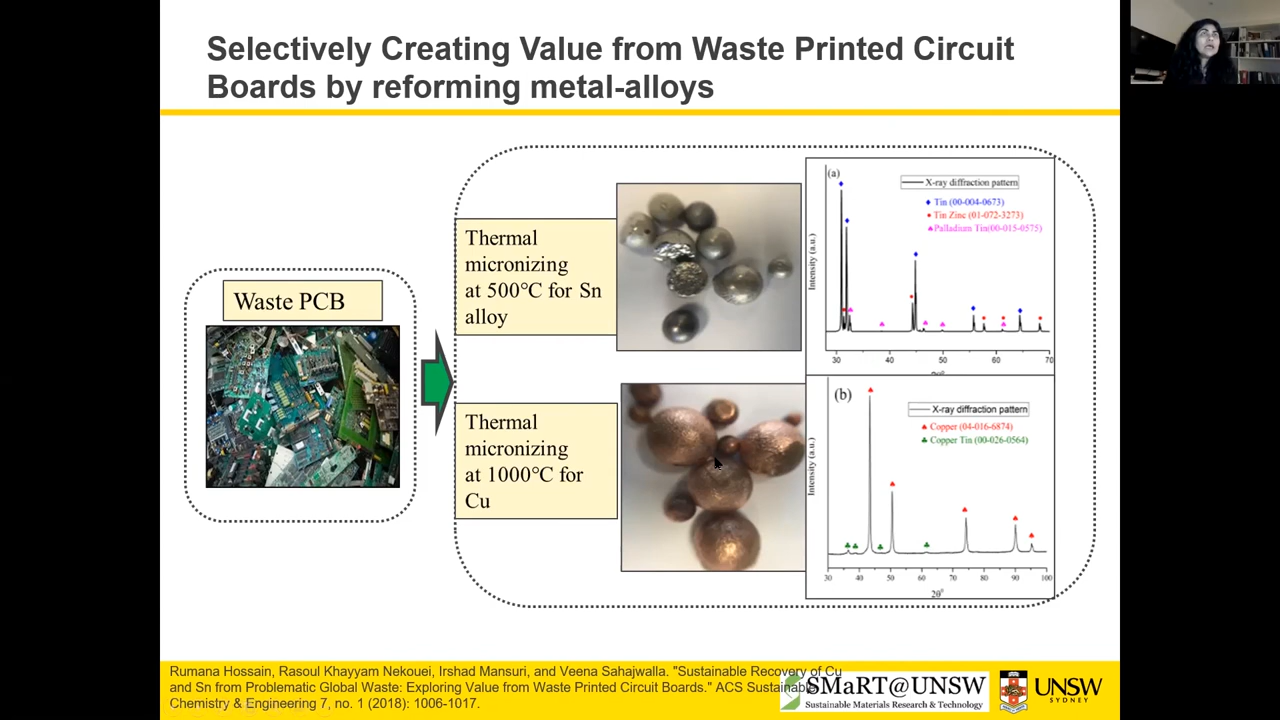 Selectively Creating Value from Waste Printed Circuit
Boards by reforming metal-alloys
Waste PCB
Thermal
micronizing
at 500°C for Sn
alloy
Thermal
micronizing
at 1000°C for
Cu
(a)
X-ray diffraction pattern
Tin (00-004-0673)
Tin Zinc (01-072-3273)
Palladium Tin(00-015-0575)
Intensity (a.u.)
30 40 50 60 70
(b)
X-ray diffraction pattern
Copper (04-016-6874)
Copper Tin (00-026-0564)
Intensity (a.u.)
30 40 50 60 70 80 90 100
2θ°
Rumana Hossain, Rasoul Khayyam Nekouei, Irshad Mansuri, and Veena Sahajwalla. "Sustainable Recovery of Cu
and Sn from Problematic Global Waste: Exploring Value from Waste Printed Circuit Boards." ACS Sustainable
Chemistry & Engineering 7, no. 1 (2018): 1006-1017.
SMaRT@UNSW
Sustainable Materials Research & Technology
UNSW
SYDNEY